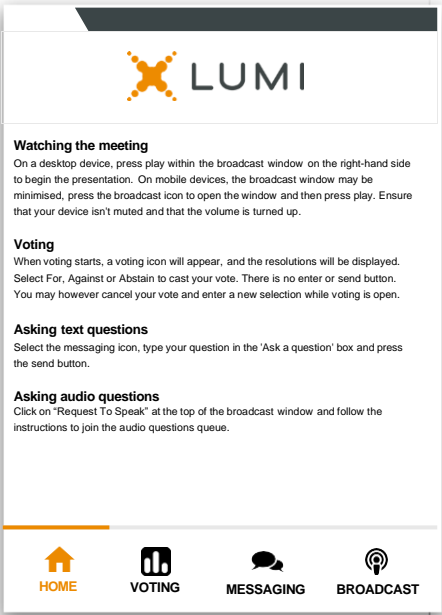 LUMI
Watching the meeting
On a desktop device, press play within the broadcast window on the right-hand side
to begin the presentation. On mobile devices, the broadcast window may be
minimised, press the broadcast icon to open the window and then press play. Ensure
that your device isn't muted and that the volume is turned up.
Voting
When voting starts, a voting icon will appear, and the resolutions will be displayed.
Select For, Against or Abstain to cast your vote. There is no enter or send button.
You may however cancel your vote and enter a new selection while voting is open.
Asking text questions
Select the messaging icon, type your question in the 'Ask a question' box and press
the send button.
Asking audio questions
Click on “Request To Speak” at the top of the broadcast window and follow the
instructions to join the audio questions queue.
HOME
VOTING
MESSAGING
BROADCAST